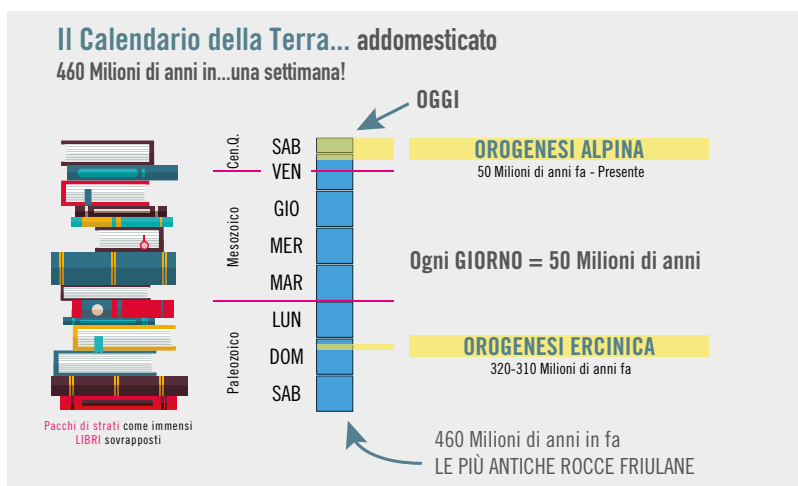 Il Calendario della Terra... addomesticato
460 Milioni di anni in...una settimana!
OGGI
Cen.Q.
Mesozoico
Paleozoico
SAB
VEN
GIO
MER
MAR
LUN
DOM
SAB
OROGENESI ALPINA
50 Milioni di anni fa - Presente
Ogni GIORNO = 50 Milioni di anni
OROGENESI ERCINICA
320-310 Milioni di anni fa
Pacchi di strati come immensi
LIBRI sovrapposti
460 Milioni di anni in fa
LE PIÙ ANTICHE ROCCE FRIULANE